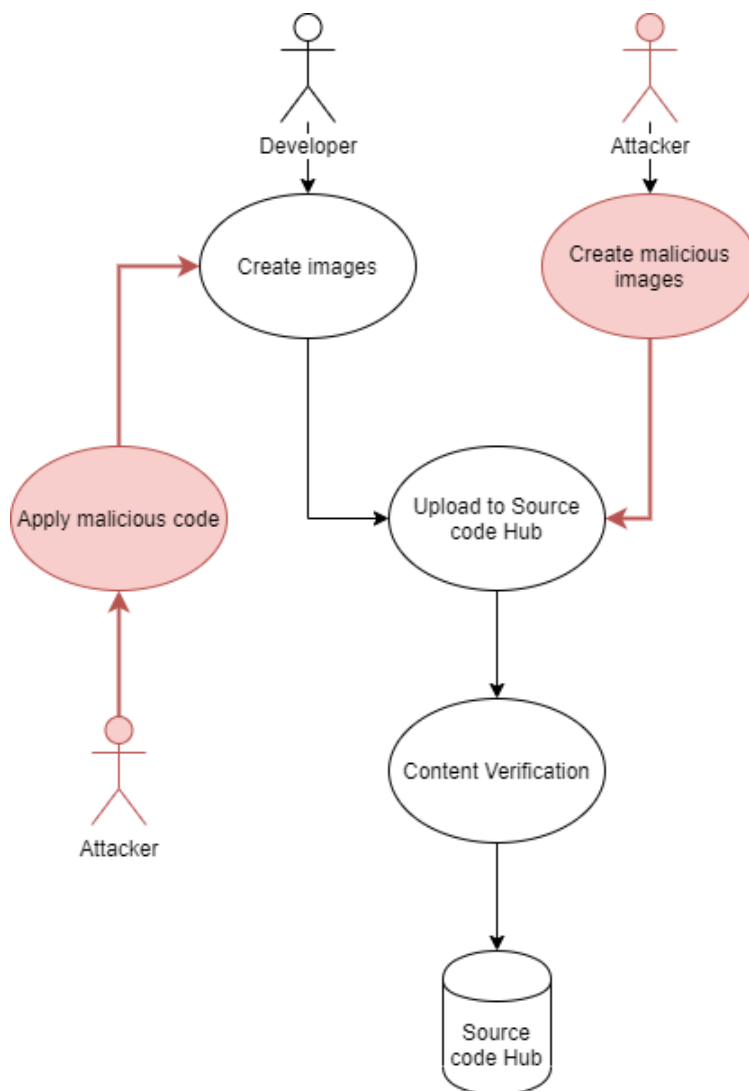 Developer
Attacker
Create images
Create malicious
images
Apply malicious code
Upload to Source
code Hub
Content Verification
Attacker
Source
code Hub